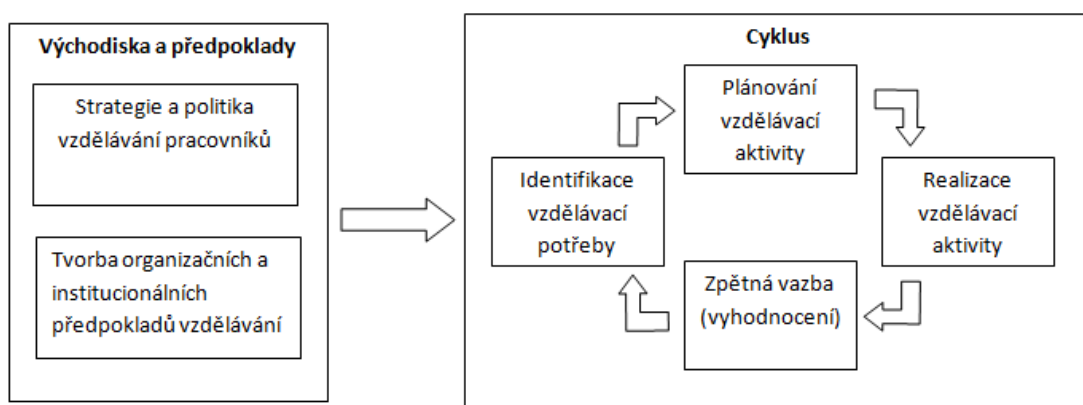 Východiska a předpoklady
Strategie a politika
vzdělávání pracovníků
Tvorba organizačních a
institucionálních
předpokladů vzdělávání
Cyklus
Plánování
vzdělávací
aktivity
Identifikace
vzdělávací
potřeby
Realizace
vzdělávací
aktivity
Zpětná vazba
(vyhodnocení)